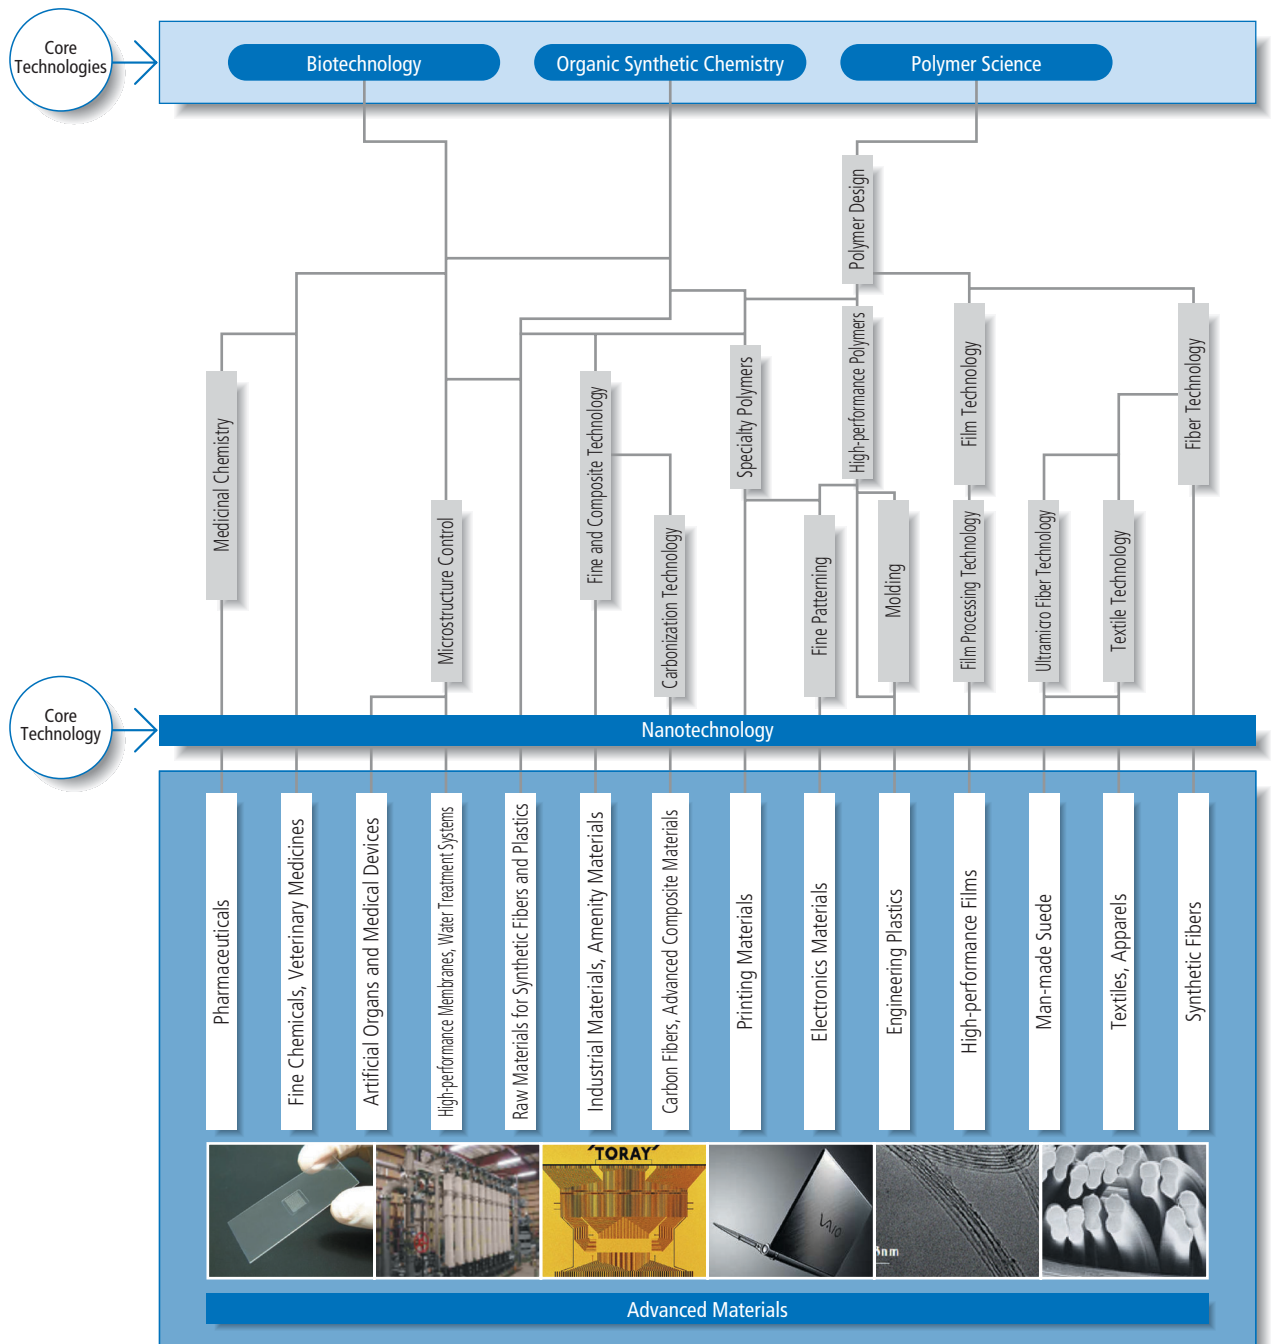 Core
Technologies
Biotechnology
Organic Synthetic Chemistry
Polymer Science
Polymer Design
Medicinal Chemistry
Microstructure Control
Fine and Composite Technology
Carbonization Technology
Specialty Polymers
Fine Patterning
High-performance Polymers
Molding
Film Technology
Film Processing Technology
Ultramicro Fiber Technology
Textile Technology
Fiber Technology
Core
Technology
Nanotechnology
Pharmaceuticals
Fine Chemicals, Veterinary Medicines
Artificial Organs and Medical Devices
High-performance Membranes, Water Treatment Systems
Raw Materials for Synthetic Fibers and Plastics
Industrial Materials, Amenity Materials
Carbon Fibers, Advanced Composite Materials
Printing Materials
Electronics Materials
Engineering Plastics
High-performance Films
Man-made Suede
Textiles, Apparels
Synthetic Fibers
'TORAY'
VAIO
5nm
Advanced Materials